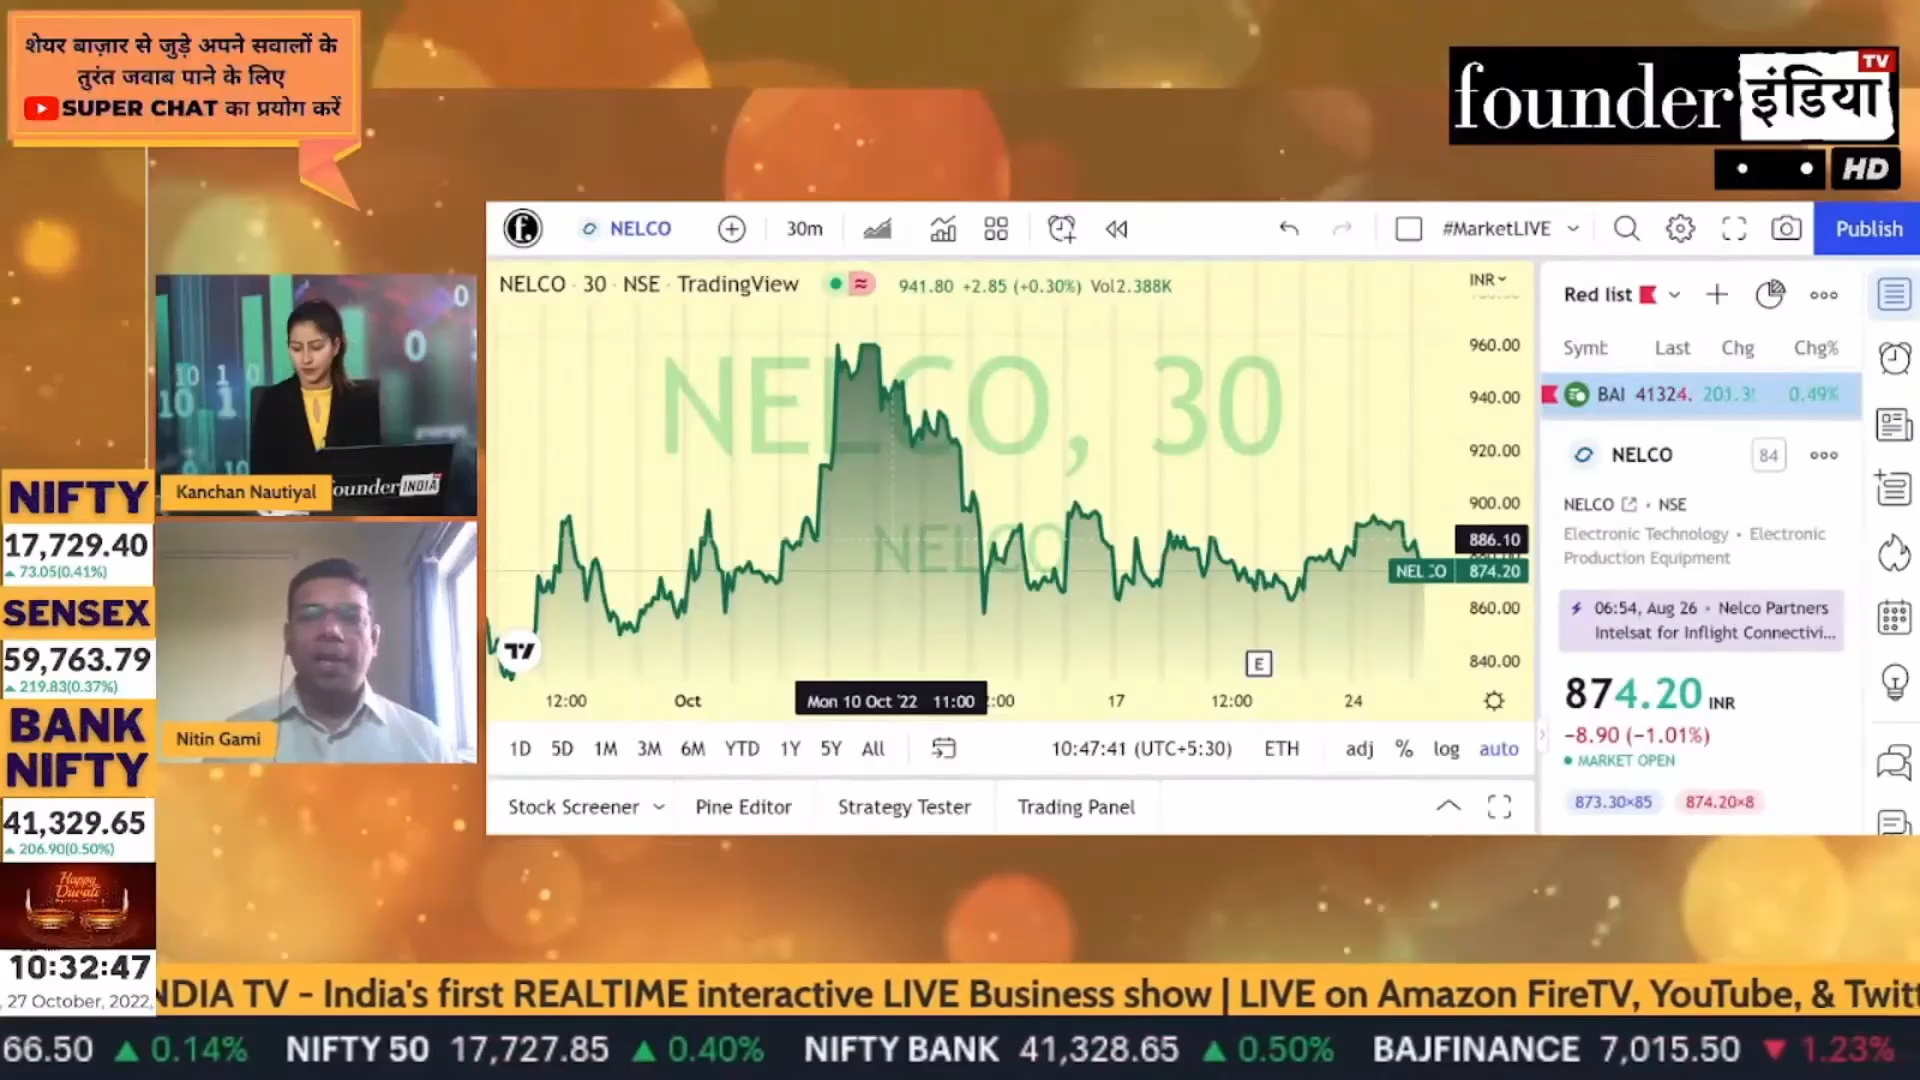 शेयर बाज़ार से जुड़े अपने सवालों के
तुरंत जवाब पाने के लिए
SUPER CHAT का प्रयोग करें
founder इंडिया TV
HD
NELCO
30m
#MarketLIVE
Publish
NELCO · 30 · NSE · TradingView
941.80 +2.85 (+0.30%) Vol2.388K
INR
NELCO, 30
NELCO
960.00
940.00
920.00
900.00
886.10
874.20
860.00
840.00
E
12:00
Oct
Mon 10 Oct '22 11:00
:00
17
12:00
24
1D 5D 1M 3M 6M YTD 1Y 5Y All
10:47:41 (UTC+5:30) ETH adj % log auto
Stock Screener
Pine Editor
Strategy Tester
Trading Panel
Red list
Last Chg Chg%
BAI 41324. 0.49%
NELCO 84
NELCO · NSE
Electronic Technology • Electronic
Production Equipment
06:54, Aug 26 • Nelco Partners
Intelsat for Inflight Connectivi...
874.20 INR
−8.90 (−1.01%)
MARKET OPEN
873.30×85 874.20×8
Kanchan Nautiyal
ounder INDIA
Nitin Gami
NIFTY
17,729.40
73.05(0.41%)
SENSEX
59,763.79
219.83(0.37%)
BANK
NIFTY
41,329.65
206.90(0.50%)
Happy
Diwali
10:32:47
, 27 October, 2022,
NDIA TV - India's first REALTIME interactive LIVE Business show | LIVE on Amazon FireTV, YouTube, & Twitt
66.50 ▲ 0.14% NIFTY 50 17,727.85 ▲ 0.40% NIFTY BANK 41,328.65 ▲ 0.50% BAJFINANCE 7,015.50 ▼ 1.23%